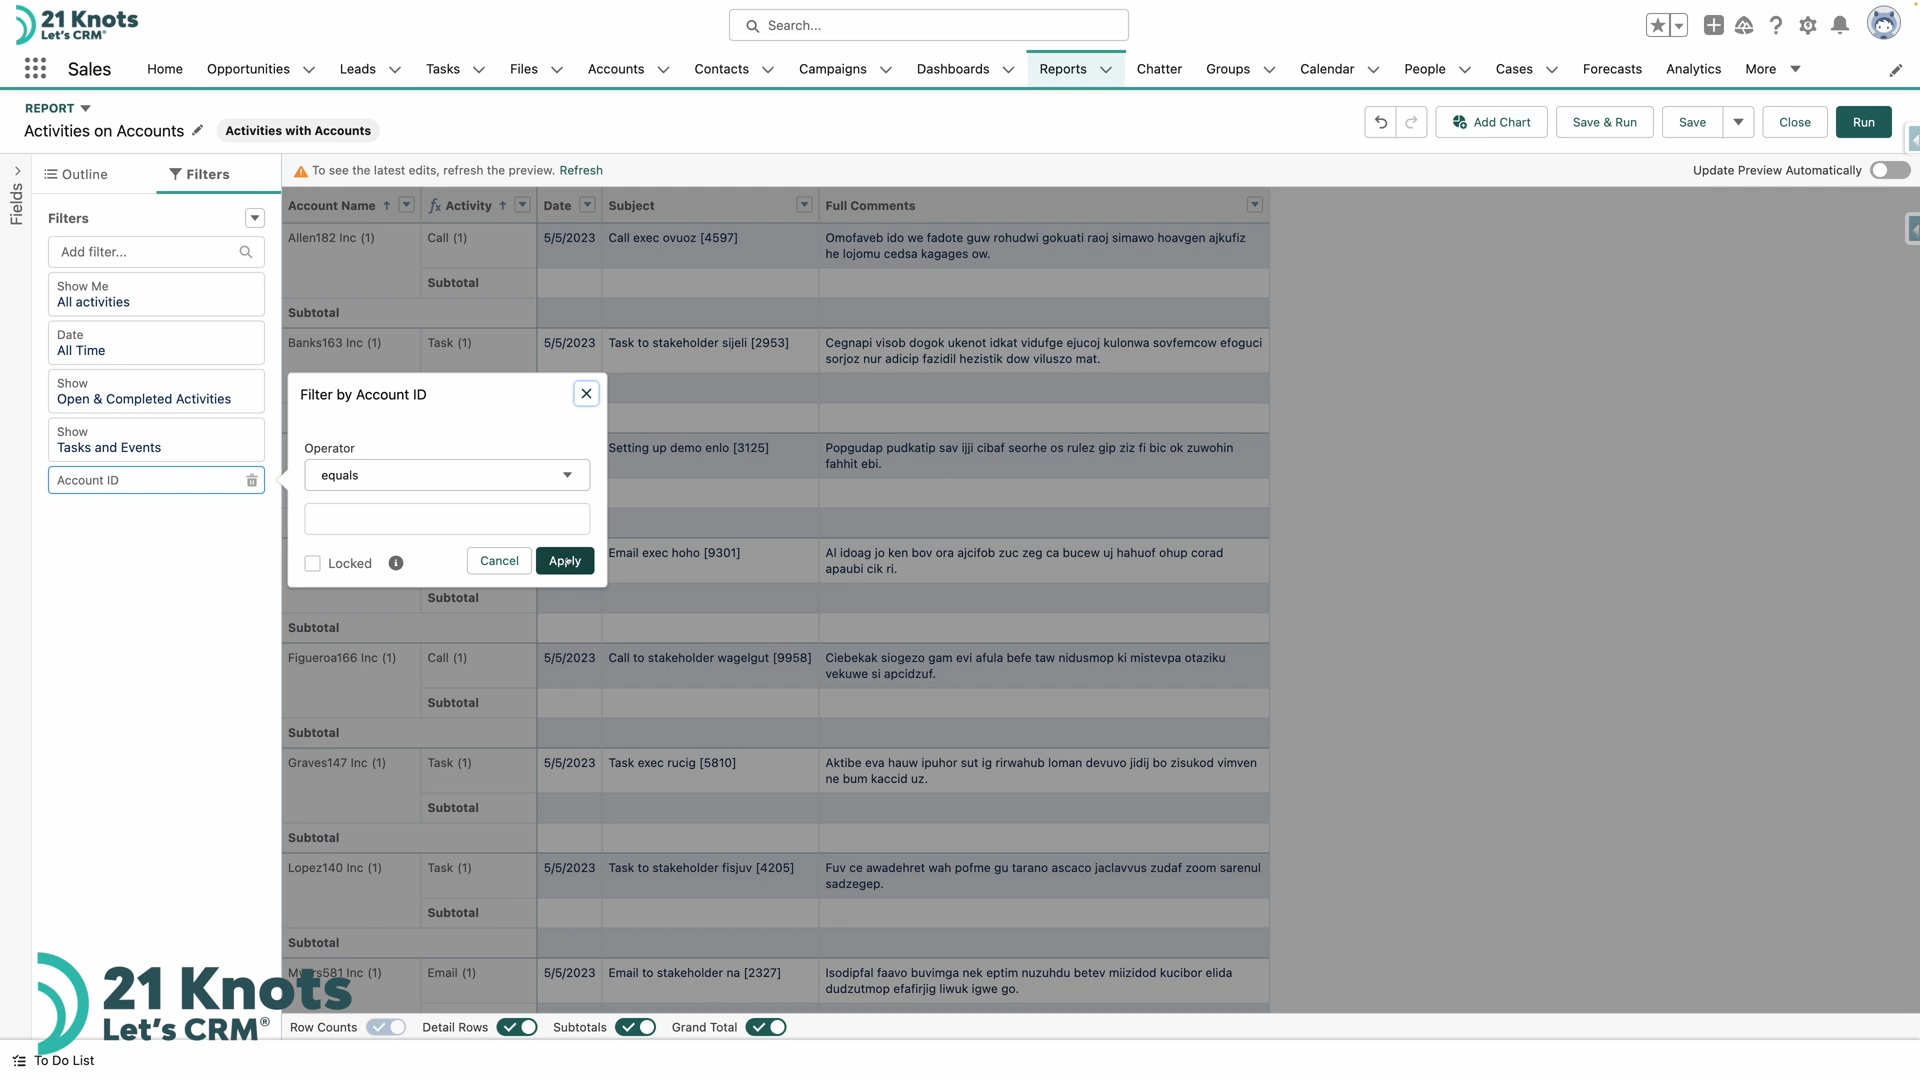 21 Knots
Let's CRM®
Search...
Sales
Home
Opportunities
Leads
Tasks
Files
Accounts
Contacts
Campaigns
Dashboards
Reports
Chatter
Groups
Calendar
People
Cases
Forecasts
Analytics
More
REPORT
Activities on Accounts
Activities with Accounts
Add Chart
Save & Run
Save
Close
Run
Fields
Outline
Filters
To see the latest edits, refresh the preview. Refresh
Update Preview Automatically
Filters
Add filter...
Show Me
All activities
Date
All Time
Show
Open & Completed Activities
Show
Tasks and Events
Account ID
Account Name
fx Activity
Date
Subject
Full Comments
Allen182 Inc (1)
Call (1)
5/5/2023
Call exec ovuoz [4597]
Omofaveb ido we fadote guw rohudwi gokuati raoj simawo hoavgen ajkufiz
he lojomu cedsa kagages ow.
Subtotal
Subtotal
Banks163 Inc (1)
Task (1)
5/5/2023
Task to stakeholder sijeli [2953]
Cegnapi visob dogok ukenot idkat vidufge ejucoj kulonwa sovfemcow efoguci
sorjoz nur adicip fazidil hezistik dow viluszo mat.
Filter by Account ID
Operator
equals
Locked
Cancel
Apply
Setting up demo enlo [3125]
Popgudap pudkatip sav ijji cibaf seorhe os rulez gip ziz fi bic ok zuwohin
fahhit ebi.
Email exec hoho [9301]
Al idoag jo ken bov ora ajcifob zuc zeg ca bucew uj hahuof ohup corad
apaubi cik ri.
Subtotal
Subtotal
Figueroa166 Inc (1)
Call (1)
5/5/2023
Call to stakeholder wagelgut [9958]
Ciebekak siogezo gam evi afula befe taw nidusmop ki mistevpa otaziku
vekuwe si apcidzuf.
Subtotal
Subtotal
Graves147 Inc (1)
Task (1)
5/5/2023
Task exec rucig [5810]
Aktibe eva hauw ipuhor sut ig rirwahub loman devuvo jidij bo zisukod vimven
ne bum kaccid uz.
Subtotal
Subtotal
Lopez140 Inc (1)
Task (1)
5/5/2023
Task to stakeholder fisjuv [4205]
Fuv ce awadehret wah pofme gu tarano ascaco jaclavvus zudaf zoom sarenul
sadzegep.
Subtotal
Subtotal
Inc (1)
Email (1)
5/5/2023
Email to stakeholder na [2327]
Isodipfal faavo buvimga nek eptim nuzuhdu betev miizidod kucibor elida
dudzutmop efafirjig liwuk igwe go.
21 Knots
Let's CRM®
Row Counts
Detail Rows
Subtotals
Grand Total
To Do List